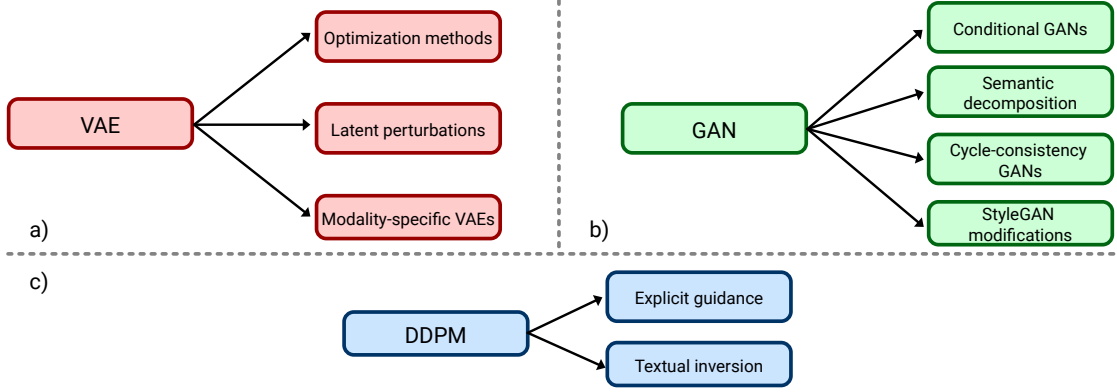 VAE
Optimization methods
Latent perturbations
Modality-specific VAEs
a)
GAN
Conditional GANs
Semantic
decomposition
Cycle-consistency
GANs
StyleGAN
modifications
b)
c)
DDPM
Explicit guidance
Textual inversion